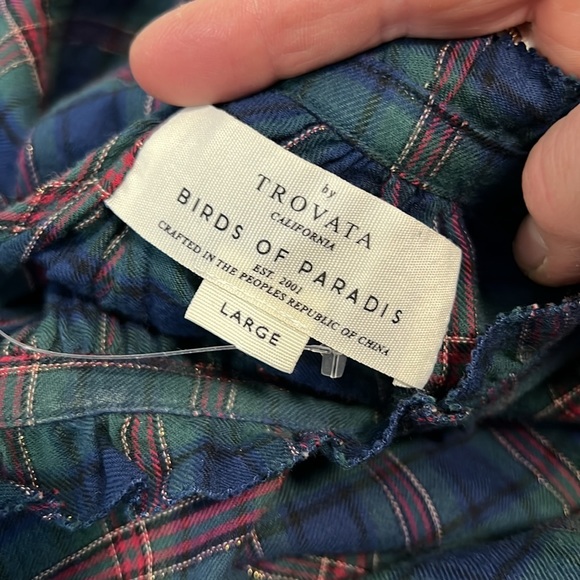 by
TROVATA
CALIFORNIA
BIRDS OF PARADIS
EST. 2001
CRAFTED IN THE PEOPLES REPUBLIC OF CHINA
LARGE